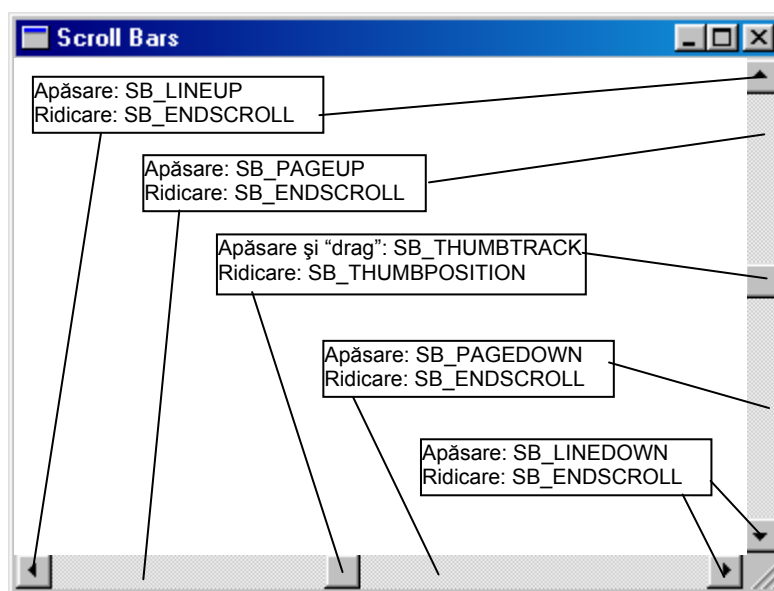 Scroll Bars
Apăsare: SB_LINEUP
Ridicare: SB_ENDSCROLL
Apăsare: SB_PAGEUP
Ridicare: SB_ENDSCROLL
Apăsare şi “drag”: SB_THUMBTRACK
Ridicare: SB_THUMBPOSITION
Apăsare: SB_PAGEDOWN
Ridicare: SB_ENDSCROLL
Apăsare: SB_LINEDOWN
Ridicare: SB_ENDSCROLL